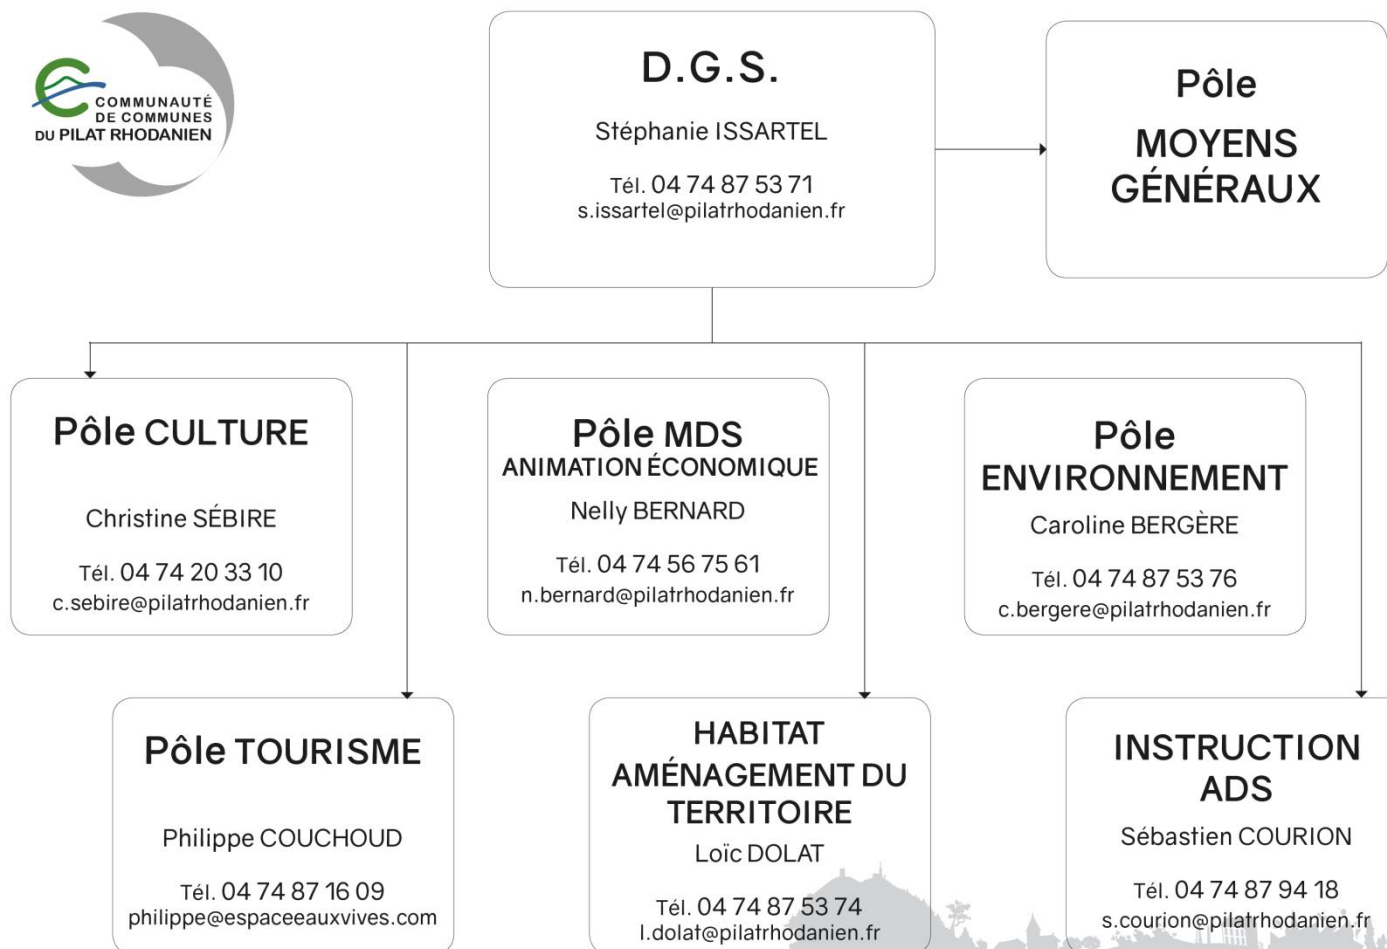 COMMUNAUTÉ
DE COMMUNES
DU PILAT RHODANIEN
D.G.S.
Stéphanie ISSARTEL
Tél. 04 74 87 53 71
s.issartel@pilatrhodanien.fr
Pôle
MOYENS
GÉNÉRAUX
Pôle CULTURE
Christine SÉBIRE
Tél. 04 74 20 33 10
c.sebire@pilatrhodanien.fr
Pôle MDS
ANIMATION ÉCONOMIQUE
Nelly BERNARD
Tél. 04 74 56 75 61
n.bernard@pilatrhodanien.fr
Pôle
ENVIRONNEMENT
Caroline BERGÈRE
Tél. 04 74 87 53 76
c.bergere@pilatrhodanien.fr
Pôle TOURISME
Philippe COUCHOUD
Tél. 04 74 87 16 09
philippe@espaceeauxvives.com
HABITAT
AMÉNAGEMENT DU
TERRITOIRE
Loïc DOLAT
Tél. 04 74 87 53 74
l.dolat@pilatrhodanien.fr
INSTRUCTION
ADS
Sébastien COURION
Tél. 04 74 87 94 18
s.courion@pilatrhodanien.fr